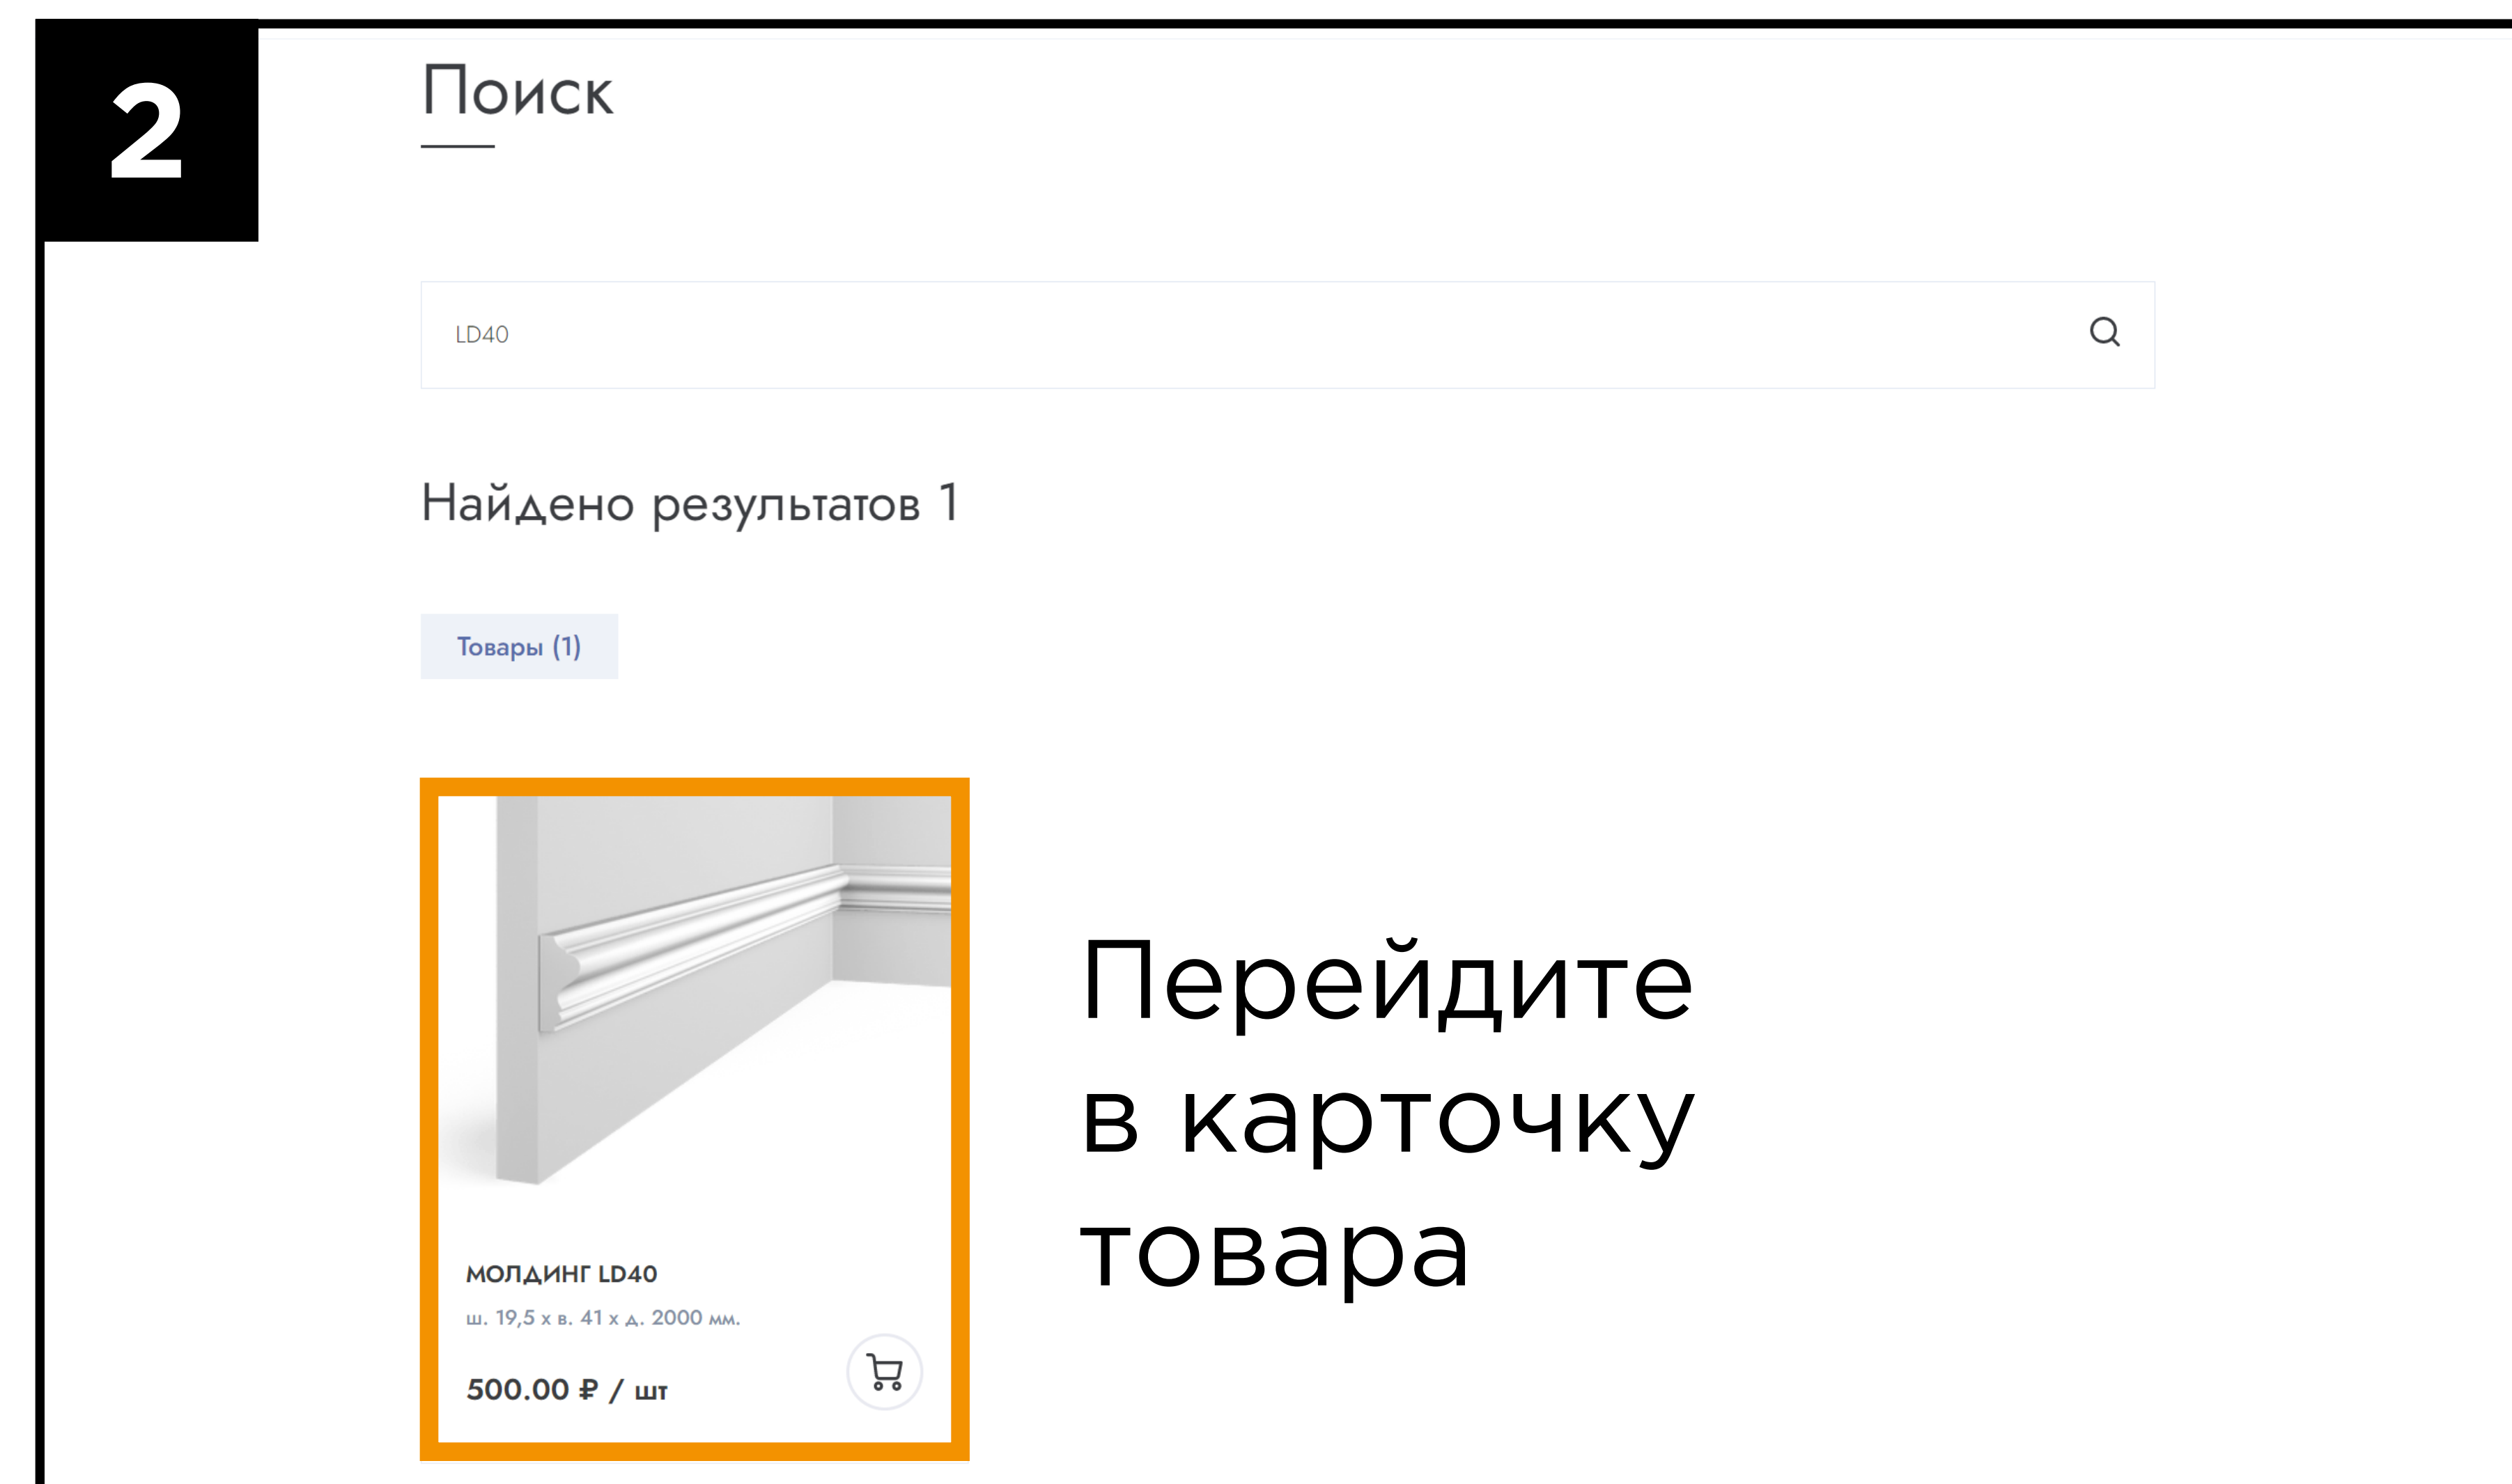 2
Поиск
LD40
Найдено результатов 1
Товары (1)
МОЛДИНГ LD40
ш. 19,5 х в. 41 х д. 2000 мм.
500.00 ₽ / шт
Перейдите
в карточку
товара